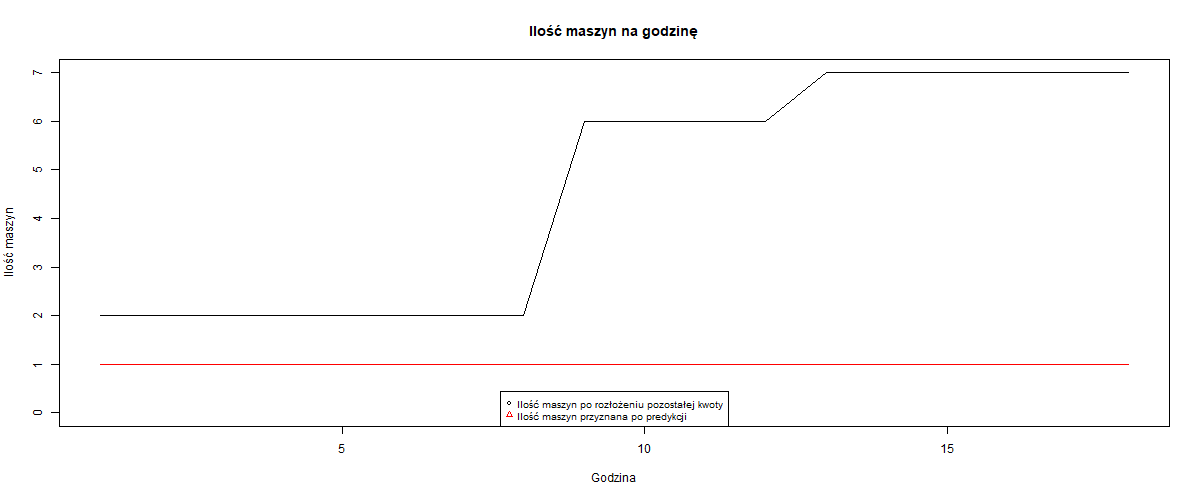 Ilość maszyn na godzinę
Ilość maszyn
7
6
5
4
3
2
1
0
Ilość maszyn po rozłożeniu pozostałej kwoty
Ilość maszyn przyznana po predykcji
5 10 15
Godzina